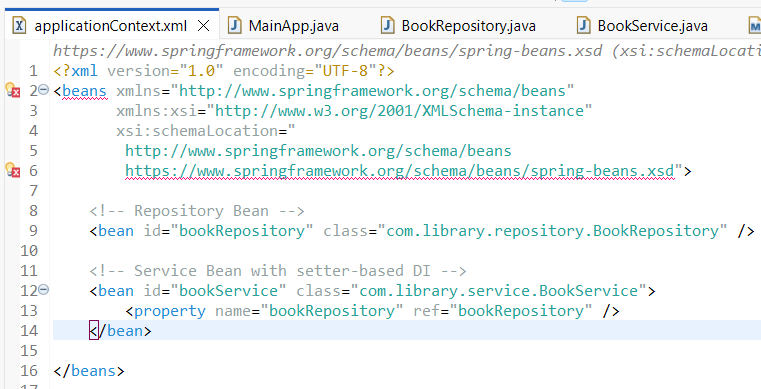 applicationContext.xml MainApp.java BookRepository.java BookService.java
https://www.springframework.org/schema/beans/spring-beans.xsd (xsi:schemaLocatio
1 <?xml version="1.0" encoding="UTF-8"?>
2 <beans xmlns="http://www.springframework.org/schema/beans"
3 xmlns:xsi="http://www.w3.org/2001/XMLSchema-instance"
4 xsi:schemaLocation="
5 http://www.springframework.org/schema/beans
6 https://www.springframework.org/schema/beans/spring-beans.xsd">
7
8 <!-- Repository Bean -->
9 <bean id="bookRepository" class="com.library.repository.BookRepository" />
10
11 <!-- Service Bean with setter-based DI -->
12 <bean id="bookService" class="com.library.service.BookService">
13 <property name="bookRepository" ref="bookRepository" />
14 </bean>
15
16 </beans>
17